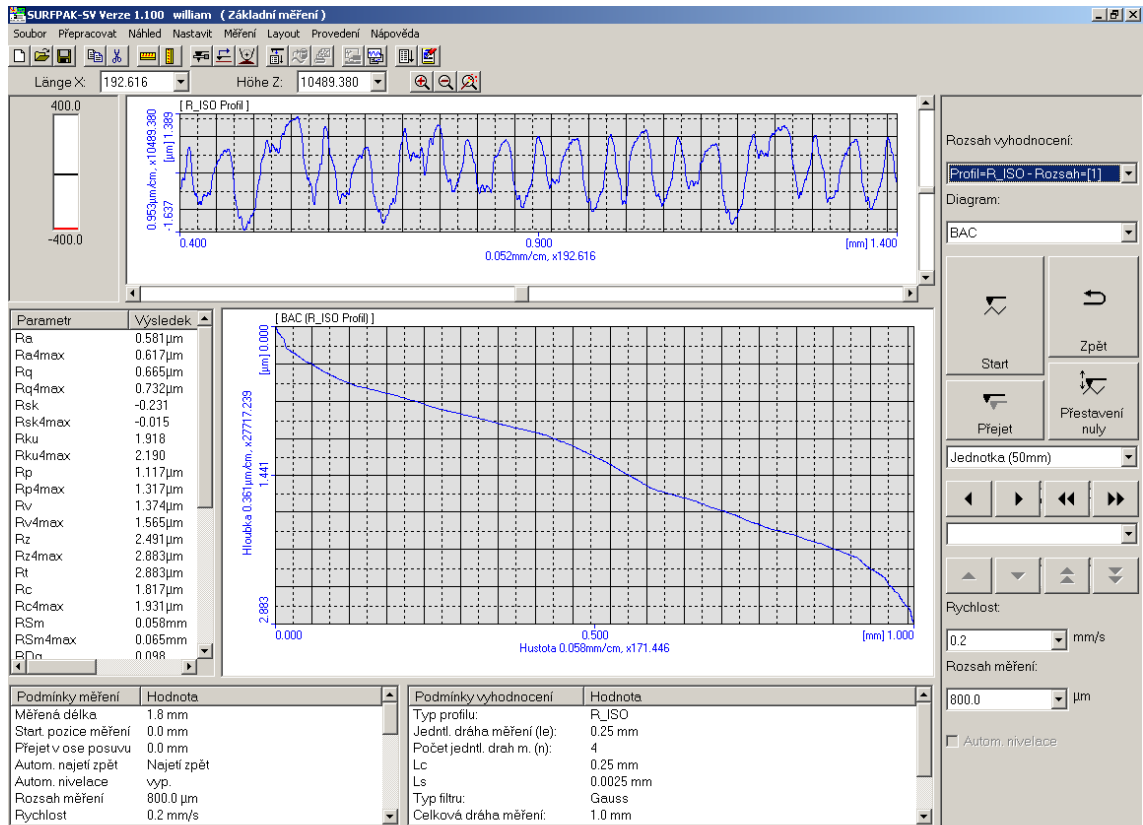 SURFPAK-SV Verze 1.100 william ( Základní měření )
Soubor Přepracovat Náhled Nastavit Měření Layout Provedení Nápověda
Länge X: 192.616 Höhe Z: 10489.380
400.0
-400.0
[ R_ISO Profil ]
0.953µm/cm, x10489.380
-1.637 [µm] 1.389
0.400 0.900 [mm] 1.400
0.052mm/cm, x192.616
Parametr Výsledek
Ra 0.581µm
Ra4max 0.617µm
Rq 0.665µm
Rq4max 0.732µm
Rsk -0.231
Rsk4max -0.015
Rku 1.918
Rku4max 2.190
Rp 1.117µm
Rp4max 1.317µm
Rv 1.374µm
Rv4max 1.565µm
Rz 2.491µm
Rz4max 2.883µm
Rt 2.883µm
Rc 1.817µm
Rc4max 1.931µm
RSm 0.058mm
RSm4max 0.065mm
RDq 0.098
[ BAC (R_ISO Profil) ]
Hloubka 0.361µm/cm, x27717.239
2.883 1.441 [µm] 0.000
0.000 0.500 [mm] 1.000
Hustota 0.058mm/cm, x171.446
Podmínky měření Hodnota
Měřená délka 1.8 mm
Start. pozice měření 0.0 mm
Přejet v ose posuvu 0.0 mm
Autom. najetí zpět Najetí zpět
Autom. nivelace vyp.
Rozsah měření 800.0 µm
Rychlost 0.2 mm/s
Podmínky vyhodnocení Hodnota
Typ profilu: R_ISO
Jedntl. dráha měření (le): 0.25 mm
Počet jedntl. drah m. (n): 4
Lc 0.25 mm
Ls 0.0025 mm
Typ filtru: Gauss
Celková dráha měření: 1.0 mm
Rozsah vyhodnocení:
Profil=R_ISO - Rozsah=[1]
Diagram:
BAC
Start
Zpět
Přejet
Přestavení
nuly
Jednotka (50mm)
Rychlost:
0.2 mm/s
Rozsah měření:
800.0 µm
Autom. nivelace